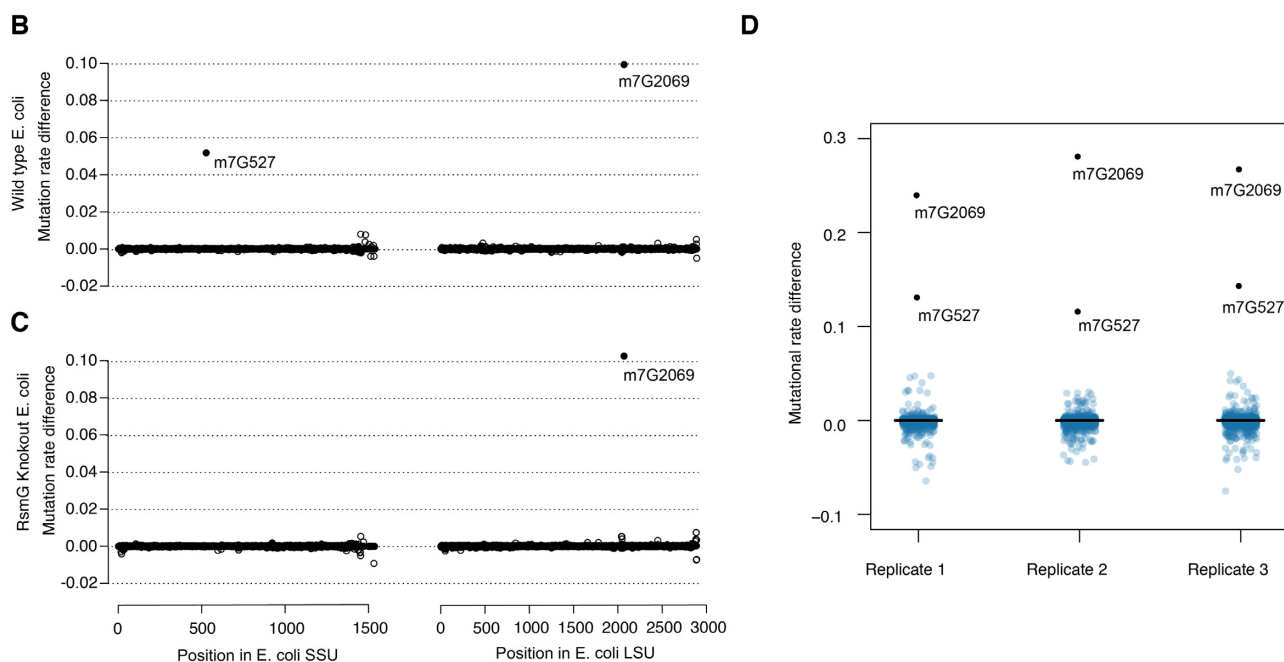 B
Wild type E. coli
Mutation rate difference
0.10
0.08
0.06
0.04
0.02
0.00
-0.02
m7G2069
m7G527
C
RsmG Knokout E. coli
Mutation rate difference
0.10
0.08
0.06
0.04
0.02
0.00
-0.02
m7G2069
0 500 1000 1500
0 500 1000 1500 2000 2500 3000
Position in E. coli SSU
Position in E. coli LSU
D
Mutational rate difference
0.3
0.2
0.1
0.0
−0.1
m7G2069
m7G527
m7G2069
m7G527
m7G2069
m7G527
Replicate 1
Replicate 2
Replicate 3